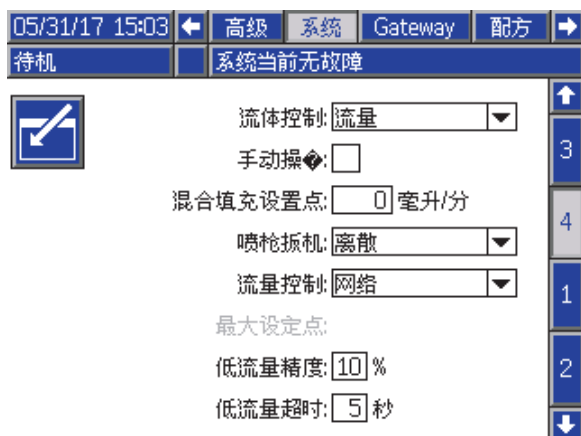 05/31/17 15:03 高级 系统 Gateway 配方
待机 系统当前无故障
流体控制: 流量
3
手动操�:
混合填充设置点: 0 毫升/分
4
喷枪扳机: 离散
流量控制: 网络
1
最大设定点:
低流量精度: 10 %
2
低流量超时: 5 秒